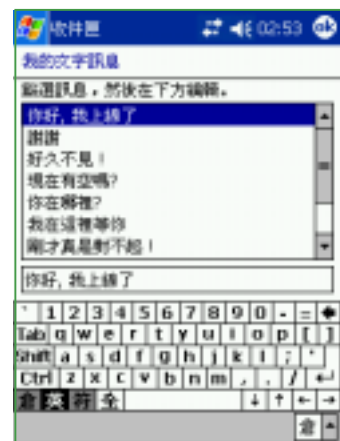 收件匣 02:53 ok
我的文字訊息
點選訊息，然後在下方編輯。
你好, 我上線了
謝謝
好久不見！
現在有空嗎?
你在哪裡?
我在這裡等你
剛才真是對不起！
你好, 我上線了
` 1 2 3 4 5 6 7 8 9 0 - =
Tab q w e r t y u i o p [ ]
Shift a s d f g h j k l ; '
Ctrl z x c v b n m , . /
倉 英 符 全
倉